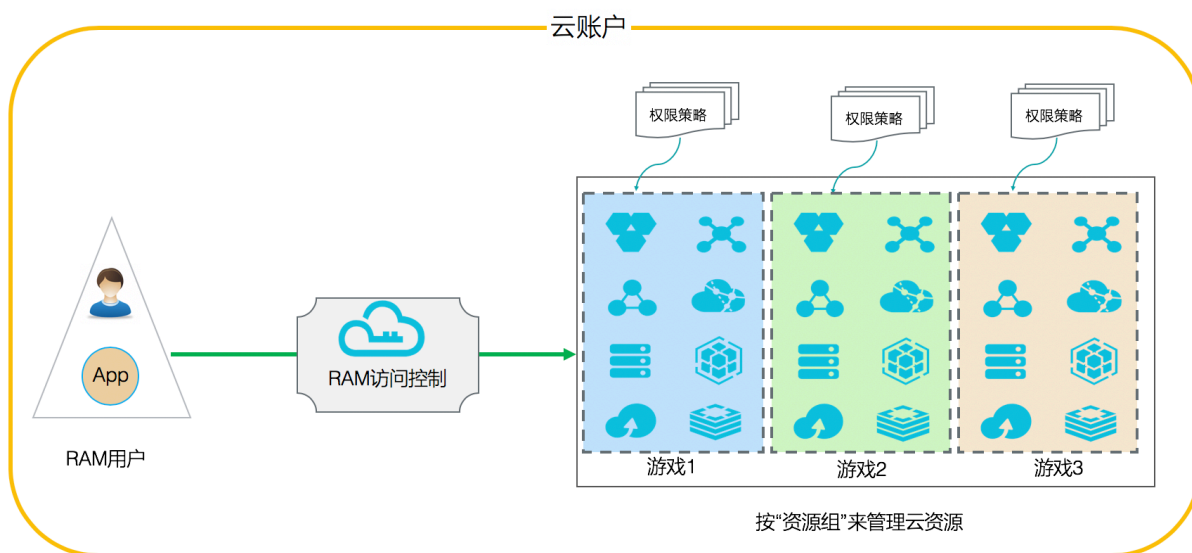 云账户
权限策略
权限策略
权限策略
App
RAM访问控制
RAM用户
游戏1
游戏2
游戏3
按“资源组”来管理云资源